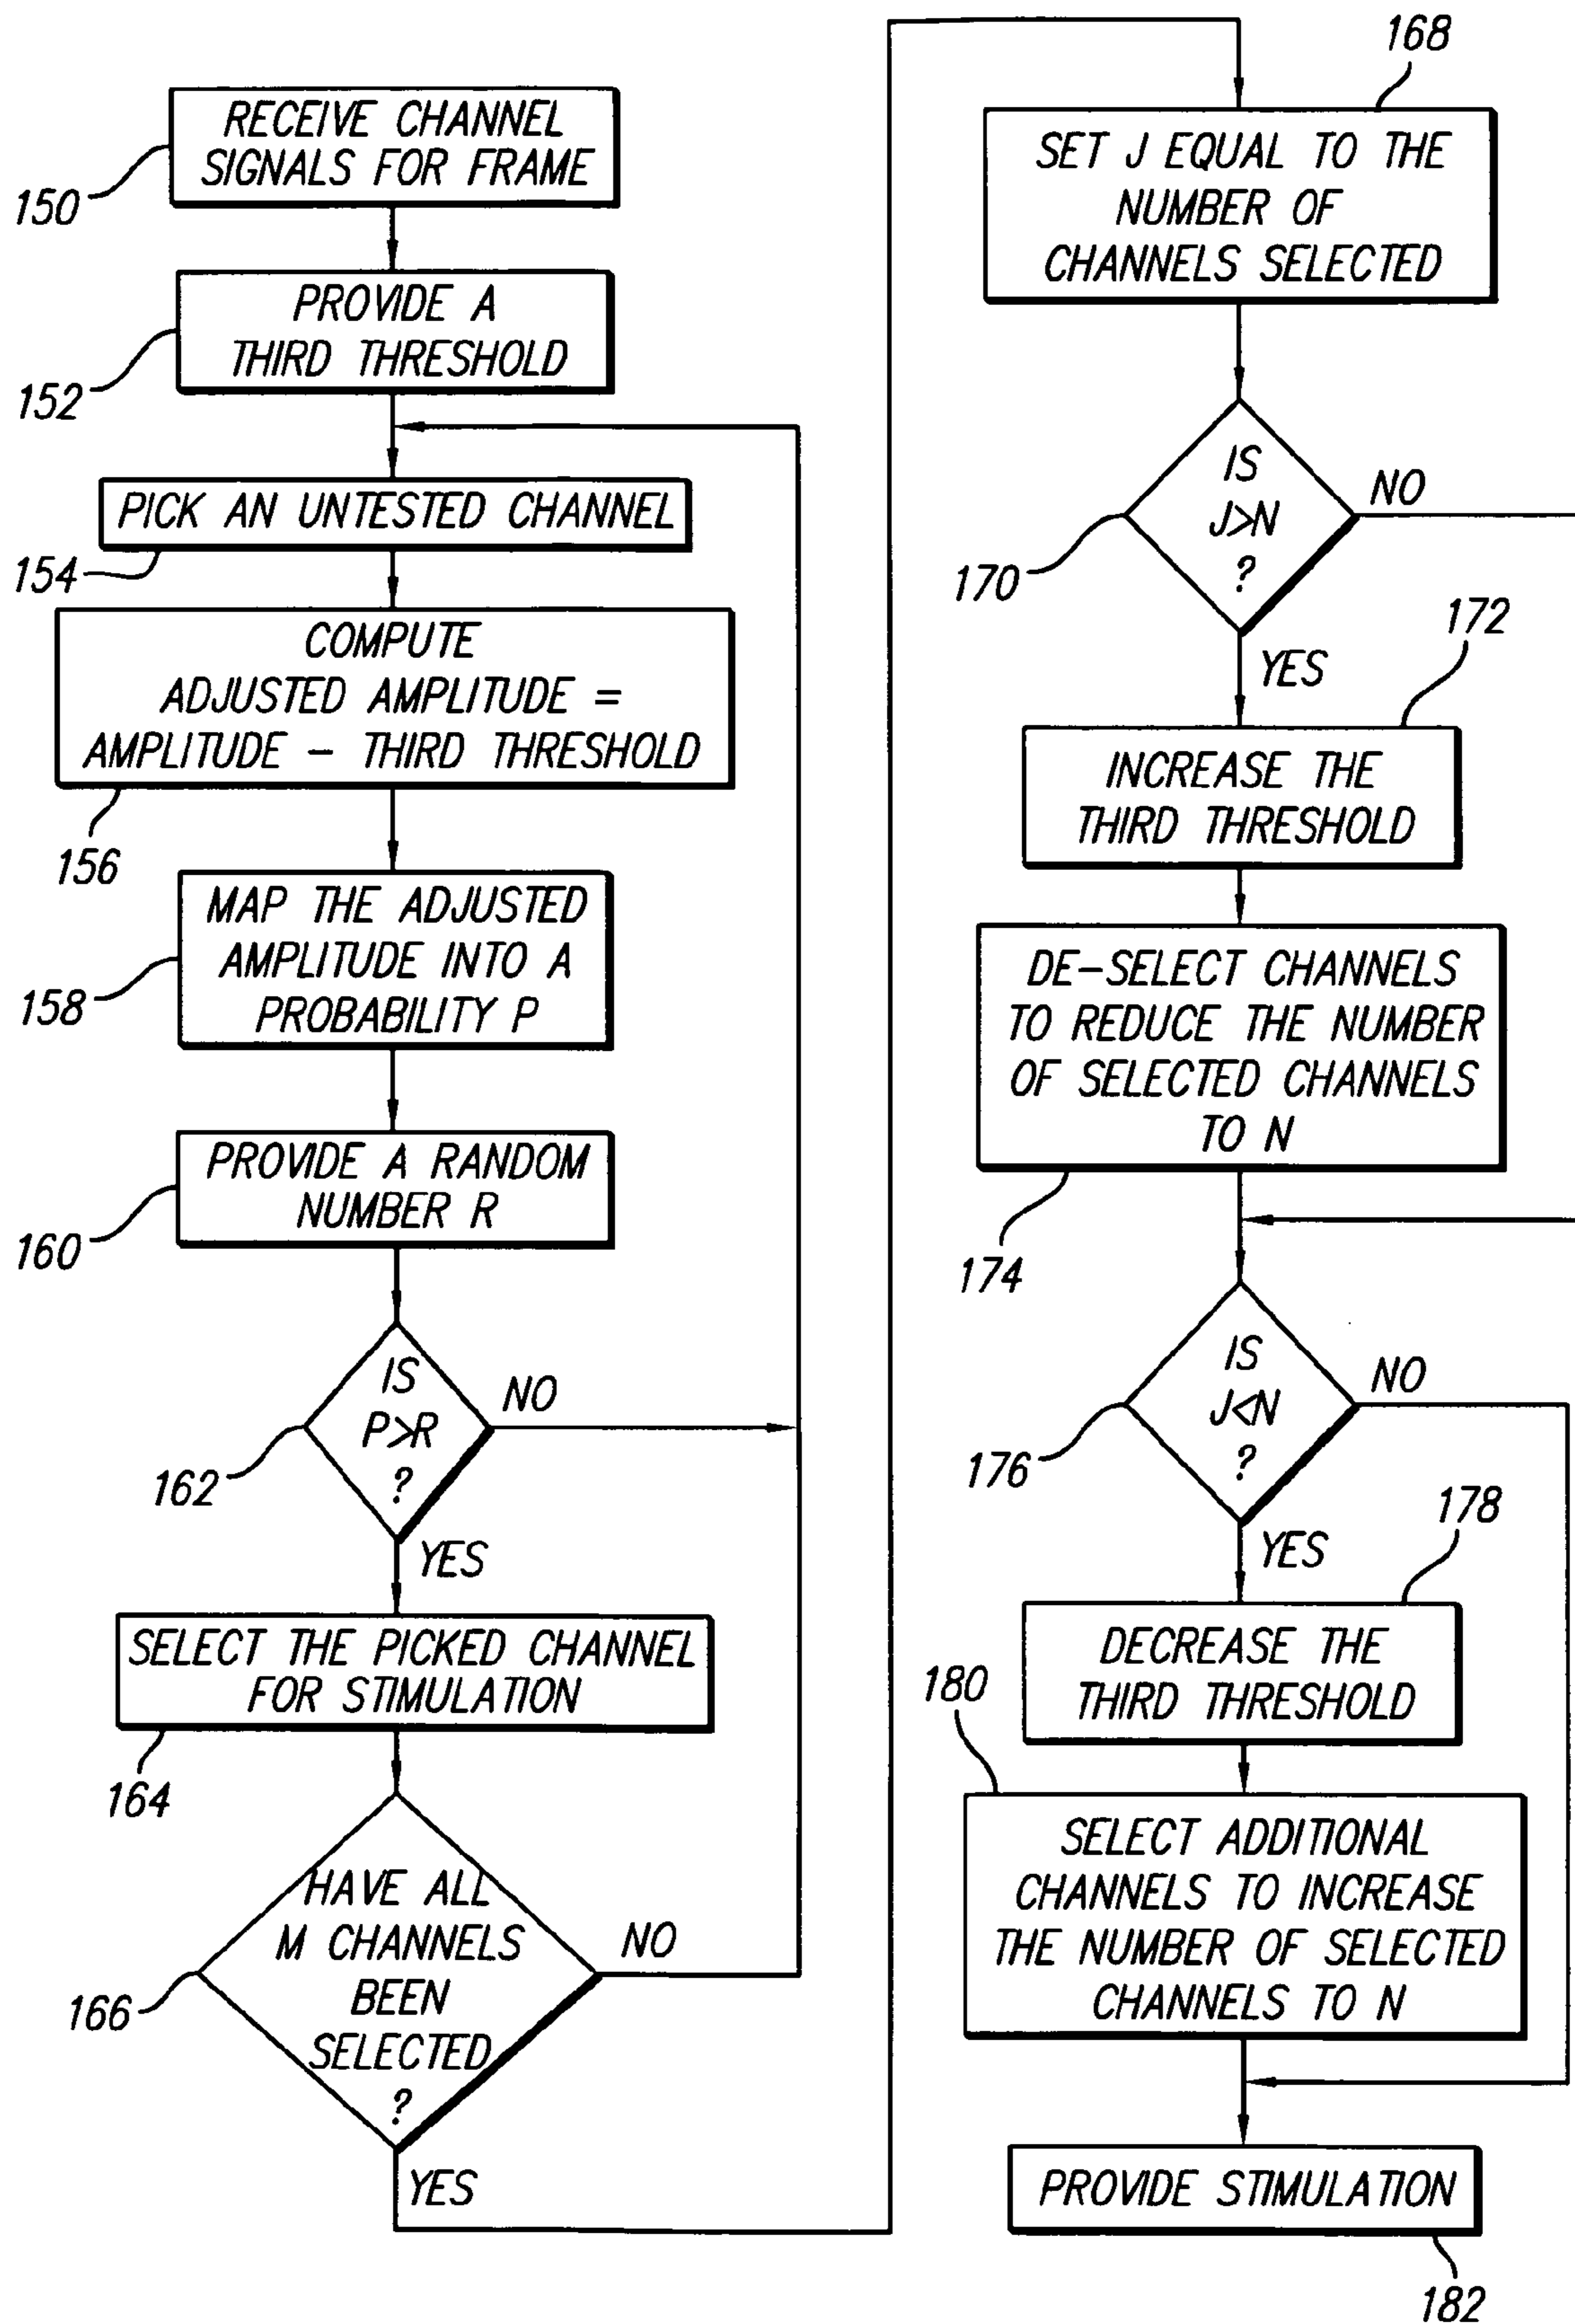 RECEIVE CHANNEL
SIGNALS FOR FRAME
150
PROVIDE A
THIRD THRESHOLD
152
PICK AN UNTESTED CHANNEL
154
COMPUTE
ADJUSTED AMPLITUDE =
AMPLITUDE - THIRD THRESHOLD
156
MAP THE ADJUSTED
AMPLITUDE INTO A
PROBABILITY P
158
PROVIDE A RANDOM
NUMBER R
160
IS
P>R
?
NO
162
YES
SELECT THE PICKED CHANNEL
FOR STIMULATION
164
HAVE ALL
M CHANNELS
BEEN
SELECTED
?
NO
166
YES
168
SET J EQUAL TO THE
NUMBER OF
CHANNELS SELECTED
IS
J>N
?
NO
170
YES
172
INCREASE THE
THIRD THRESHOLD
DE-SELECT CHANNELS
TO REDUCE THE NUMBER
OF SELECTED CHANNELS
TO N
174
IS
J<N
?
NO
176
YES
178
DECREASE THE
THIRD THRESHOLD
180
SELECT ADDITIONAL
CHANNELS TO INCREASE
THE NUMBER OF SELECTED
CHANNELS TO N
PROVIDE STIMULATION
182